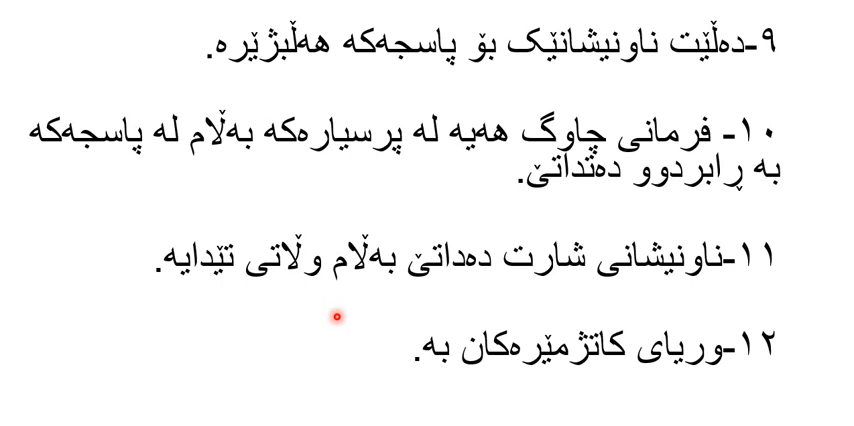 ٩-دەڵێت ناونیشانێک بۆ پاسجەکە هەڵبژێرە.
١٠- فرمانی چاوگ هەیە لە پرسیارەکە بەڵام لە پاسجەکە
بە ڕابردوو دەتداتێ.
١١-ناونیشانی شارت دەداتێ بەڵام وڵاتی تێدایە.
١٢-وریای کاتژمێرەکان بە.